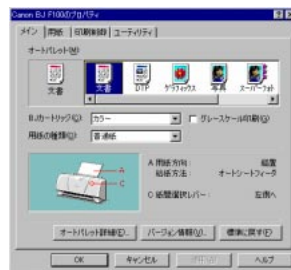 Canon BJ F100のプロパティ
メイン 用紙 印刷制御 ユーティリティ
オートパレット(W)
文書 文書 DTP グラフィックス 写真 スーパーフォト
BJカートリッジ(C) カラー グレースケール印刷(G)
用紙の種類(D) 普通紙
A 用紙方向: 縦置
給紙方法: オートシートフィーダ
A
C
C 紙間選択レバー: 左側へ
オートパレット詳細(E)... バージョン情報(V)... 標準に戻す(F)
OK キャンセル ヘルプ